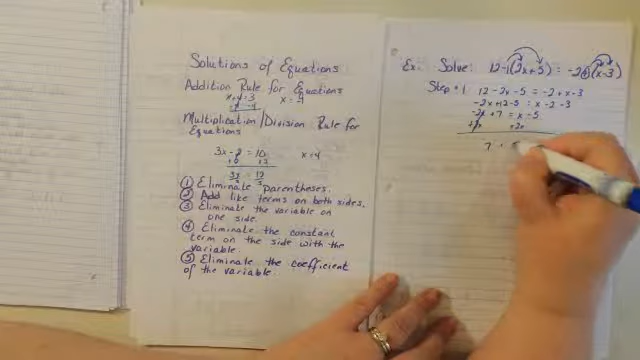 Solutions of Equations
Addition Rule for Equations
x+4=3 x=-1
-4 -4
Multiplication/Division Rule for
Equations
3x-2=10 x=4
+2 +2
3x = 12
3 3
① Eliminate parentheses.
② Add like terms on both sides.
③ Eliminate the variable on
one side.
④ Eliminate the constant
term on the side with the
variable.
⑤ Eliminate the coefficient
of the variable.
Ex. Solve: 12-1(2x+5) = -2+(x-3)
Step #1 12-2x-5 = -2+x-3
-2x+12-5 = x-2-3
-2x+7 = x-5
+2x +2x
7